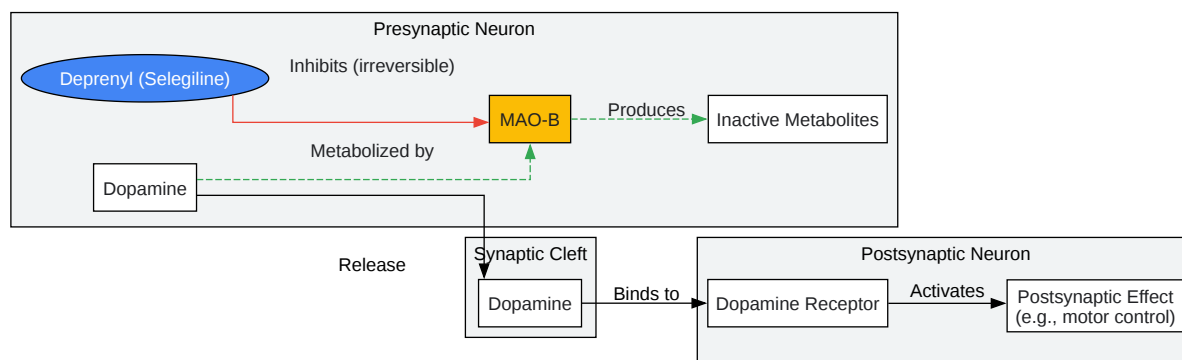 Presynaptic Neuron
Deprenyl (Selegiline)
Inhibits (irreversible)
MAO-B
Produces
Inactive Metabolites
Metabolized by
Dopamine
Release
Synaptic Cleft
Dopamine
Binds to
Postsynaptic Neuron
Dopamine Receptor
Activates
Postsynaptic Effect
(e.g., motor control)